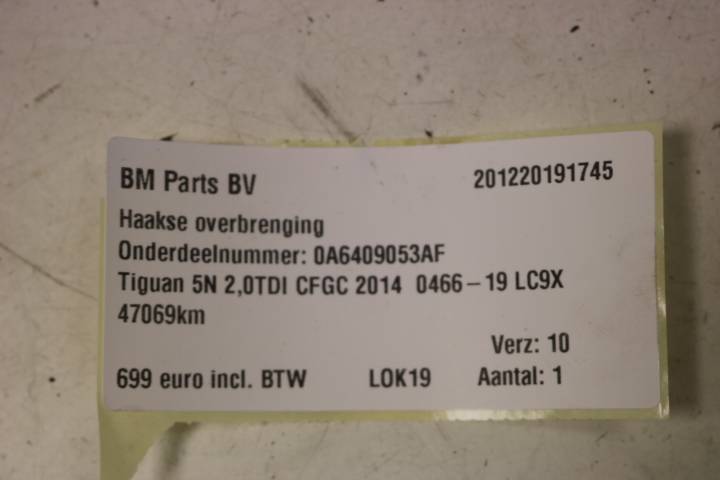 BM Parts BV 201220191745
Haakse overbrenging
Onderdeelnummer: 0A6409053AF
Tiguan 5N 2,0TDI CFGC 2014 0466-19 LC9X
47069km
Verz: 10
699 euro incl. BTW LOK19 Aantal: 1